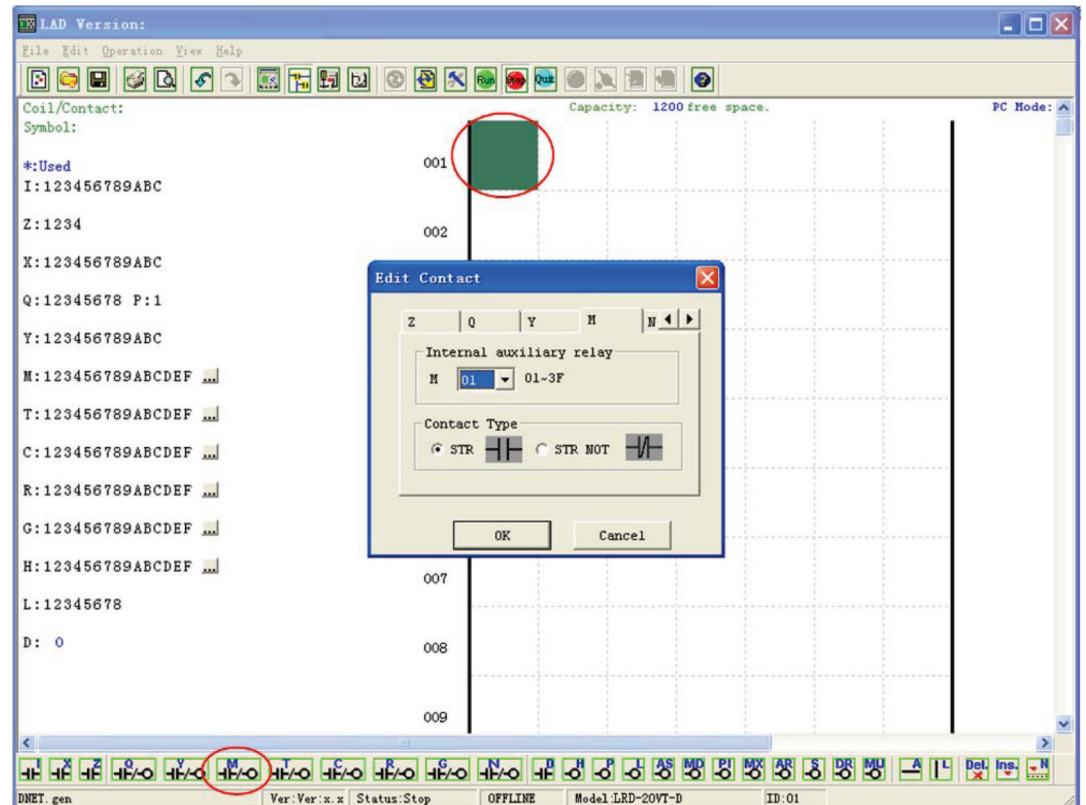 LAD Version:
File Edit Operation View Help
Run Stop Quit
Coil/Contact:
Capacity: 1200 free space.
PC Mode:
Symbol:
*:Used
I:123456789ABC
001
Z:1234
002
X:123456789ABC
Edit Contact
Q:12345678 P:1
Z Q Y M N
Y:123456789ABC
Internal auxiliary relay
M:123456789ABCDEF ...
M 01 01~3F
T:123456789ABCDEF ...
Contact Type
C:123456789ABCDEF ...
STR STR NOT
R:123456789ABCDEF ...
G:123456789ABCDEF ...
OK Cancel
H:123456789ABCDEF ...
007
L:12345678
D: 0
008
009
I X Z Q Y M T C R G N D H P L AS MD PI MX AR S DR MU A L Del. Ins. N
DNET.gen Ver:Ver:x.x Status:Stop OFFLINE Model:LRD-20VT-D ID:01